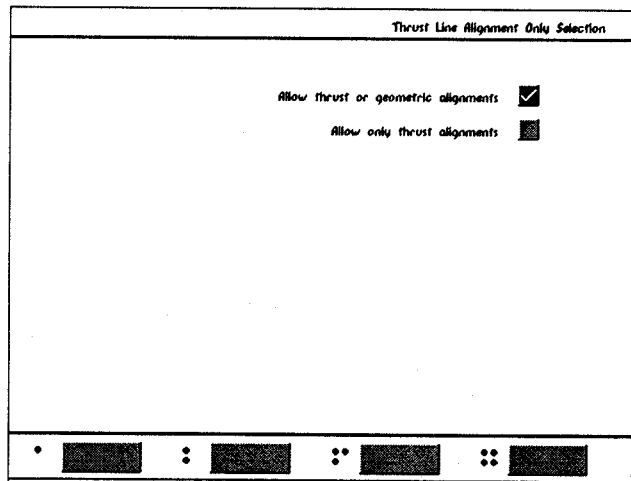 Thrust Line Alignment Only Selection
Allow thrust or geometric alignments
Allow only thrust alignments